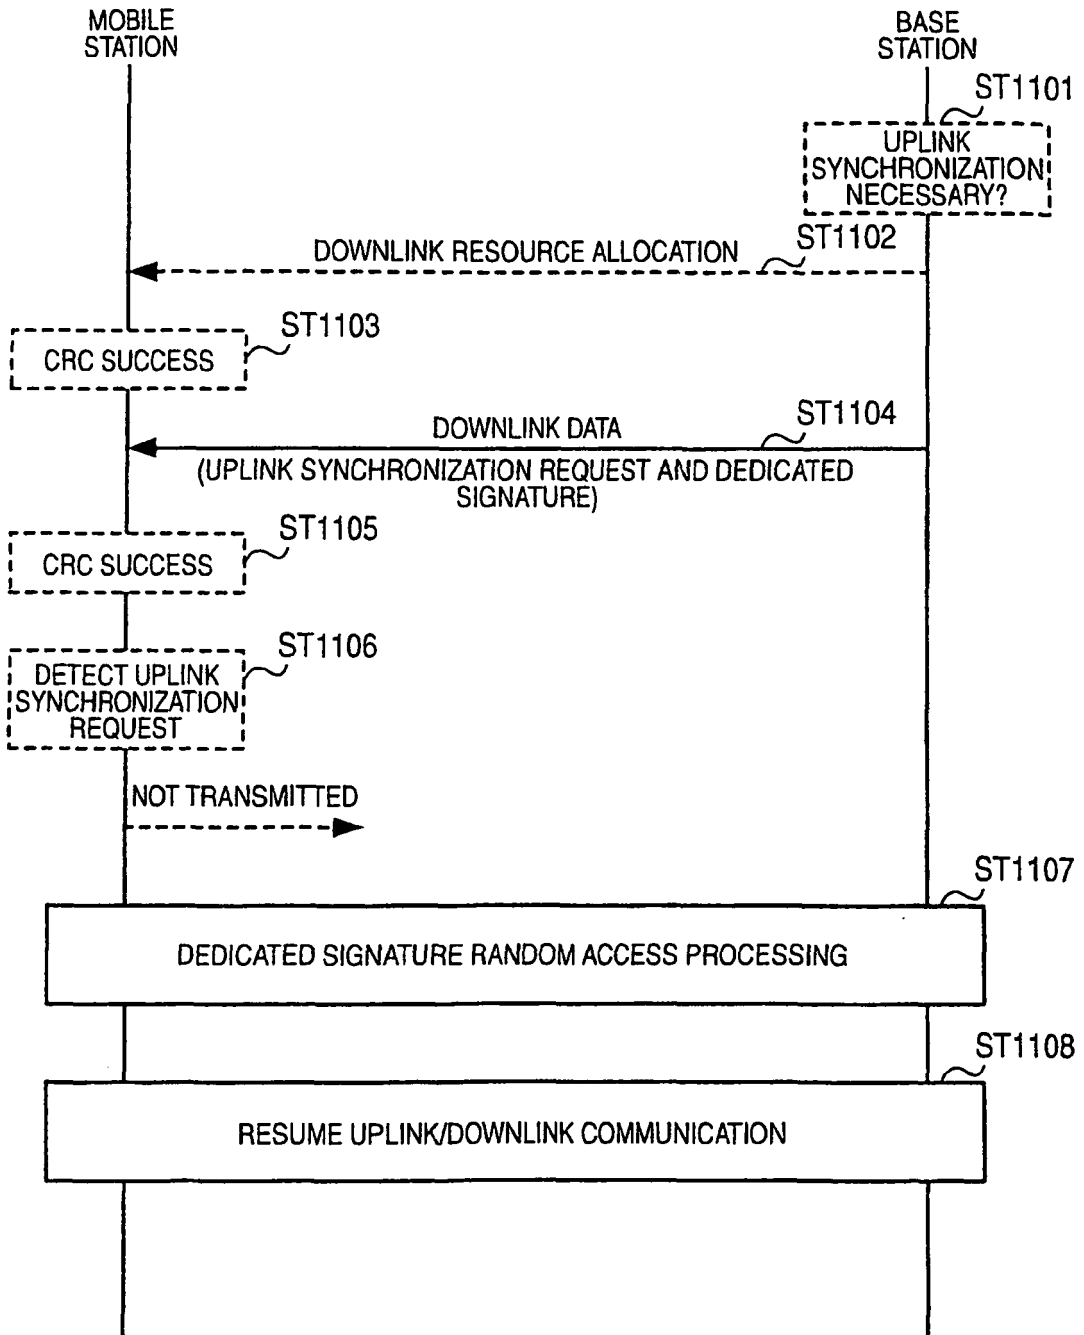 MOBILE
STATION
BASE
STATION
ST1101
UPLINK
SYNCHRONIZATION
NECESSARY?
DOWNLINK RESOURCE ALLOCATION
ST1102
ST1103
CRC SUCCESS
DOWNLINK DATA
ST1104
(UPLINK SYNCHRONIZATION REQUEST AND DEDICATED
SIGNATURE)
ST1105
CRC SUCCESS
ST1106
DETECT UPLINK
SYNCHRONIZATION
REQUEST
NOT TRANSMITTED
ST1107
DEDICATED SIGNATURE RANDOM ACCESS PROCESSING
ST1108
RESUME UPLINK/DOWNLINK COMMUNICATION